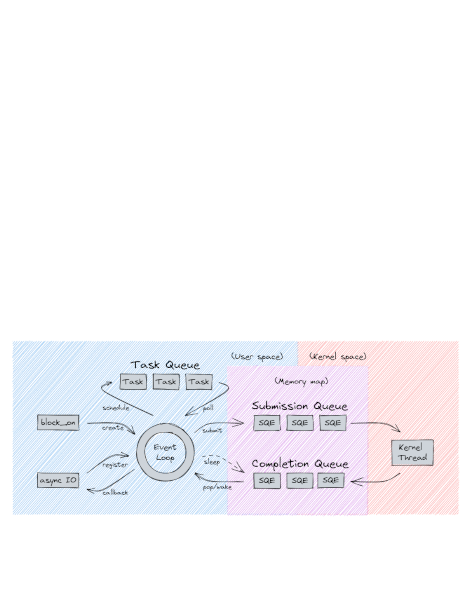 (User space)
(Kernel space)
Task Queue
(Memory map)
Task Task Task
schedule
poll
Submission Queue
block_on
create
submit
SQE SQE SQE
Event
Loop
Kernel
Thread
register
sleep
Completion Queue
async IO
callback
pop/wake
SQE SQE SQE